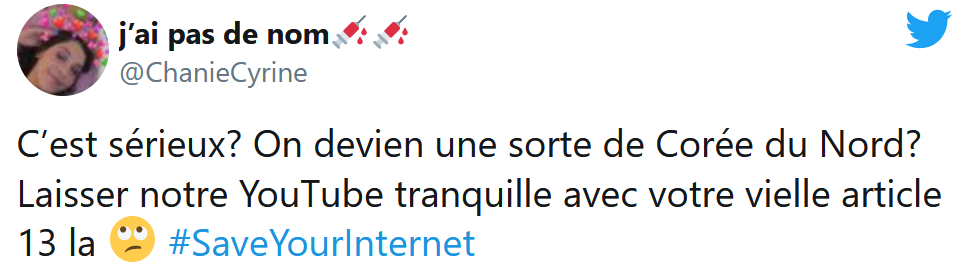 j’ai pas de nom💉💉
@ChanieCyrine
C’est sérieux? On devien une sorte de Corée du Nord?
Laisser notre YouTube tranquille avec votre vielle article
13 la 🙄 #SaveYourInternet